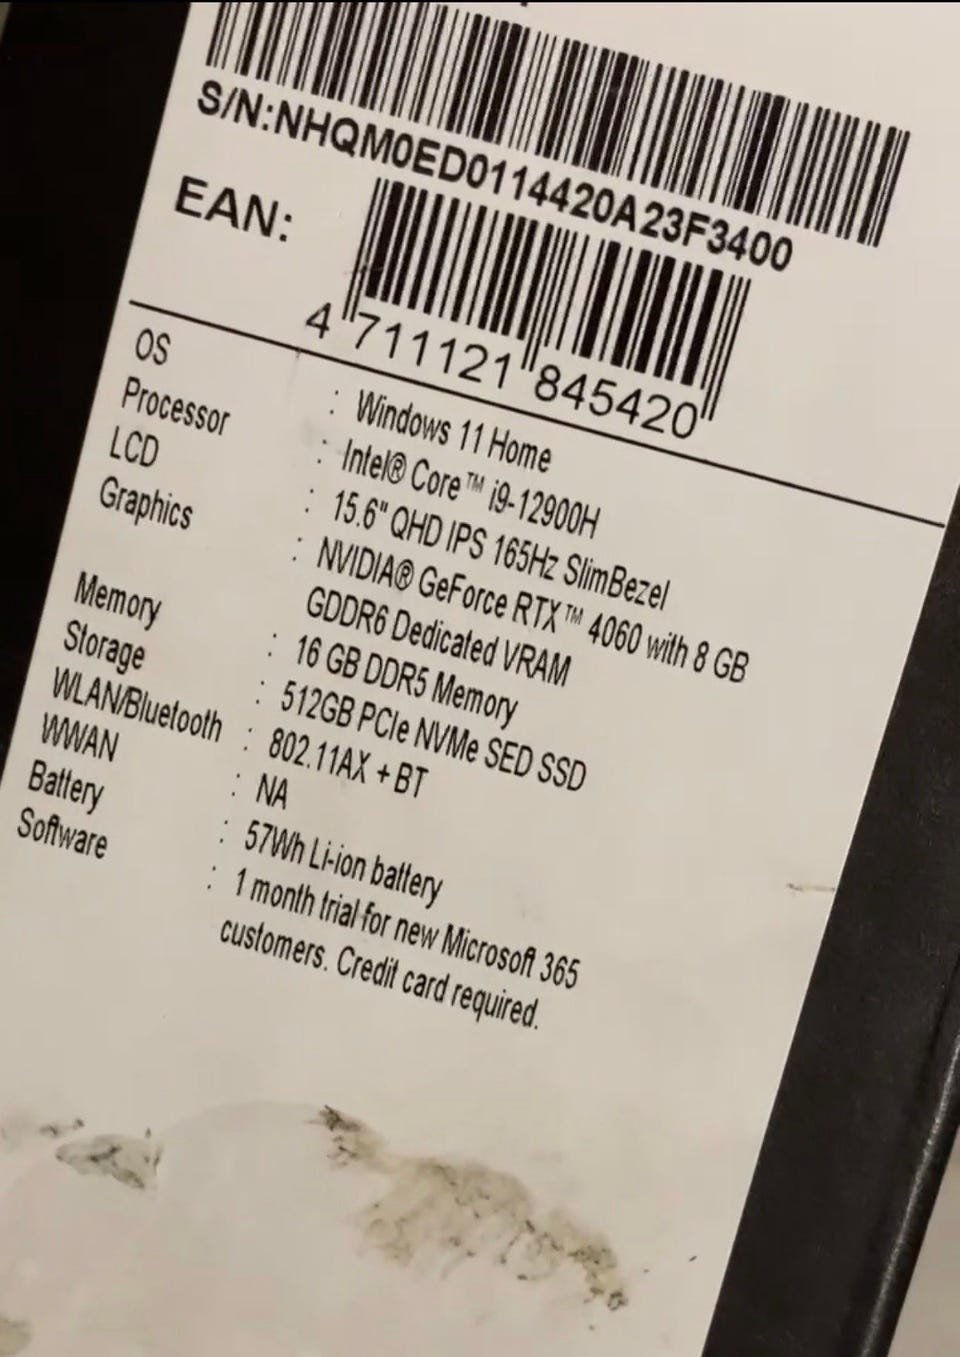 S/N:NHQM0ED0114420A23F3400
EAN:
4 711121 845420
OS : Windows 11 Home
Processor : Intel® Core™ i9-12900H
LCD : 15.6" QHD IPS 165Hz SlimBezel
Graphics : NVIDIA® GeForce RTX™ 4060 with 8 GB
GDDR6 Dedicated VRAM
Memory : 16 GB DDR5 Memory
Storage : 512GB PCIe NVMe SED SSD
WLAN/Bluetooth : 802.11AX + BT
WWAN : NA
Battery : 57Wh Li-ion battery
Software : 1 month trial for new Microsoft 365
customers. Credit card required.